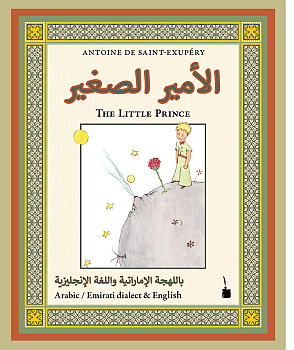 ANTOINE DE SAINT-EXUPÉRY
الأمير الصغير
THE LITTLE PRINCE
باللهجة الإماراتية واللغة الإنجليزية
Arabic / Emirati dialect & English